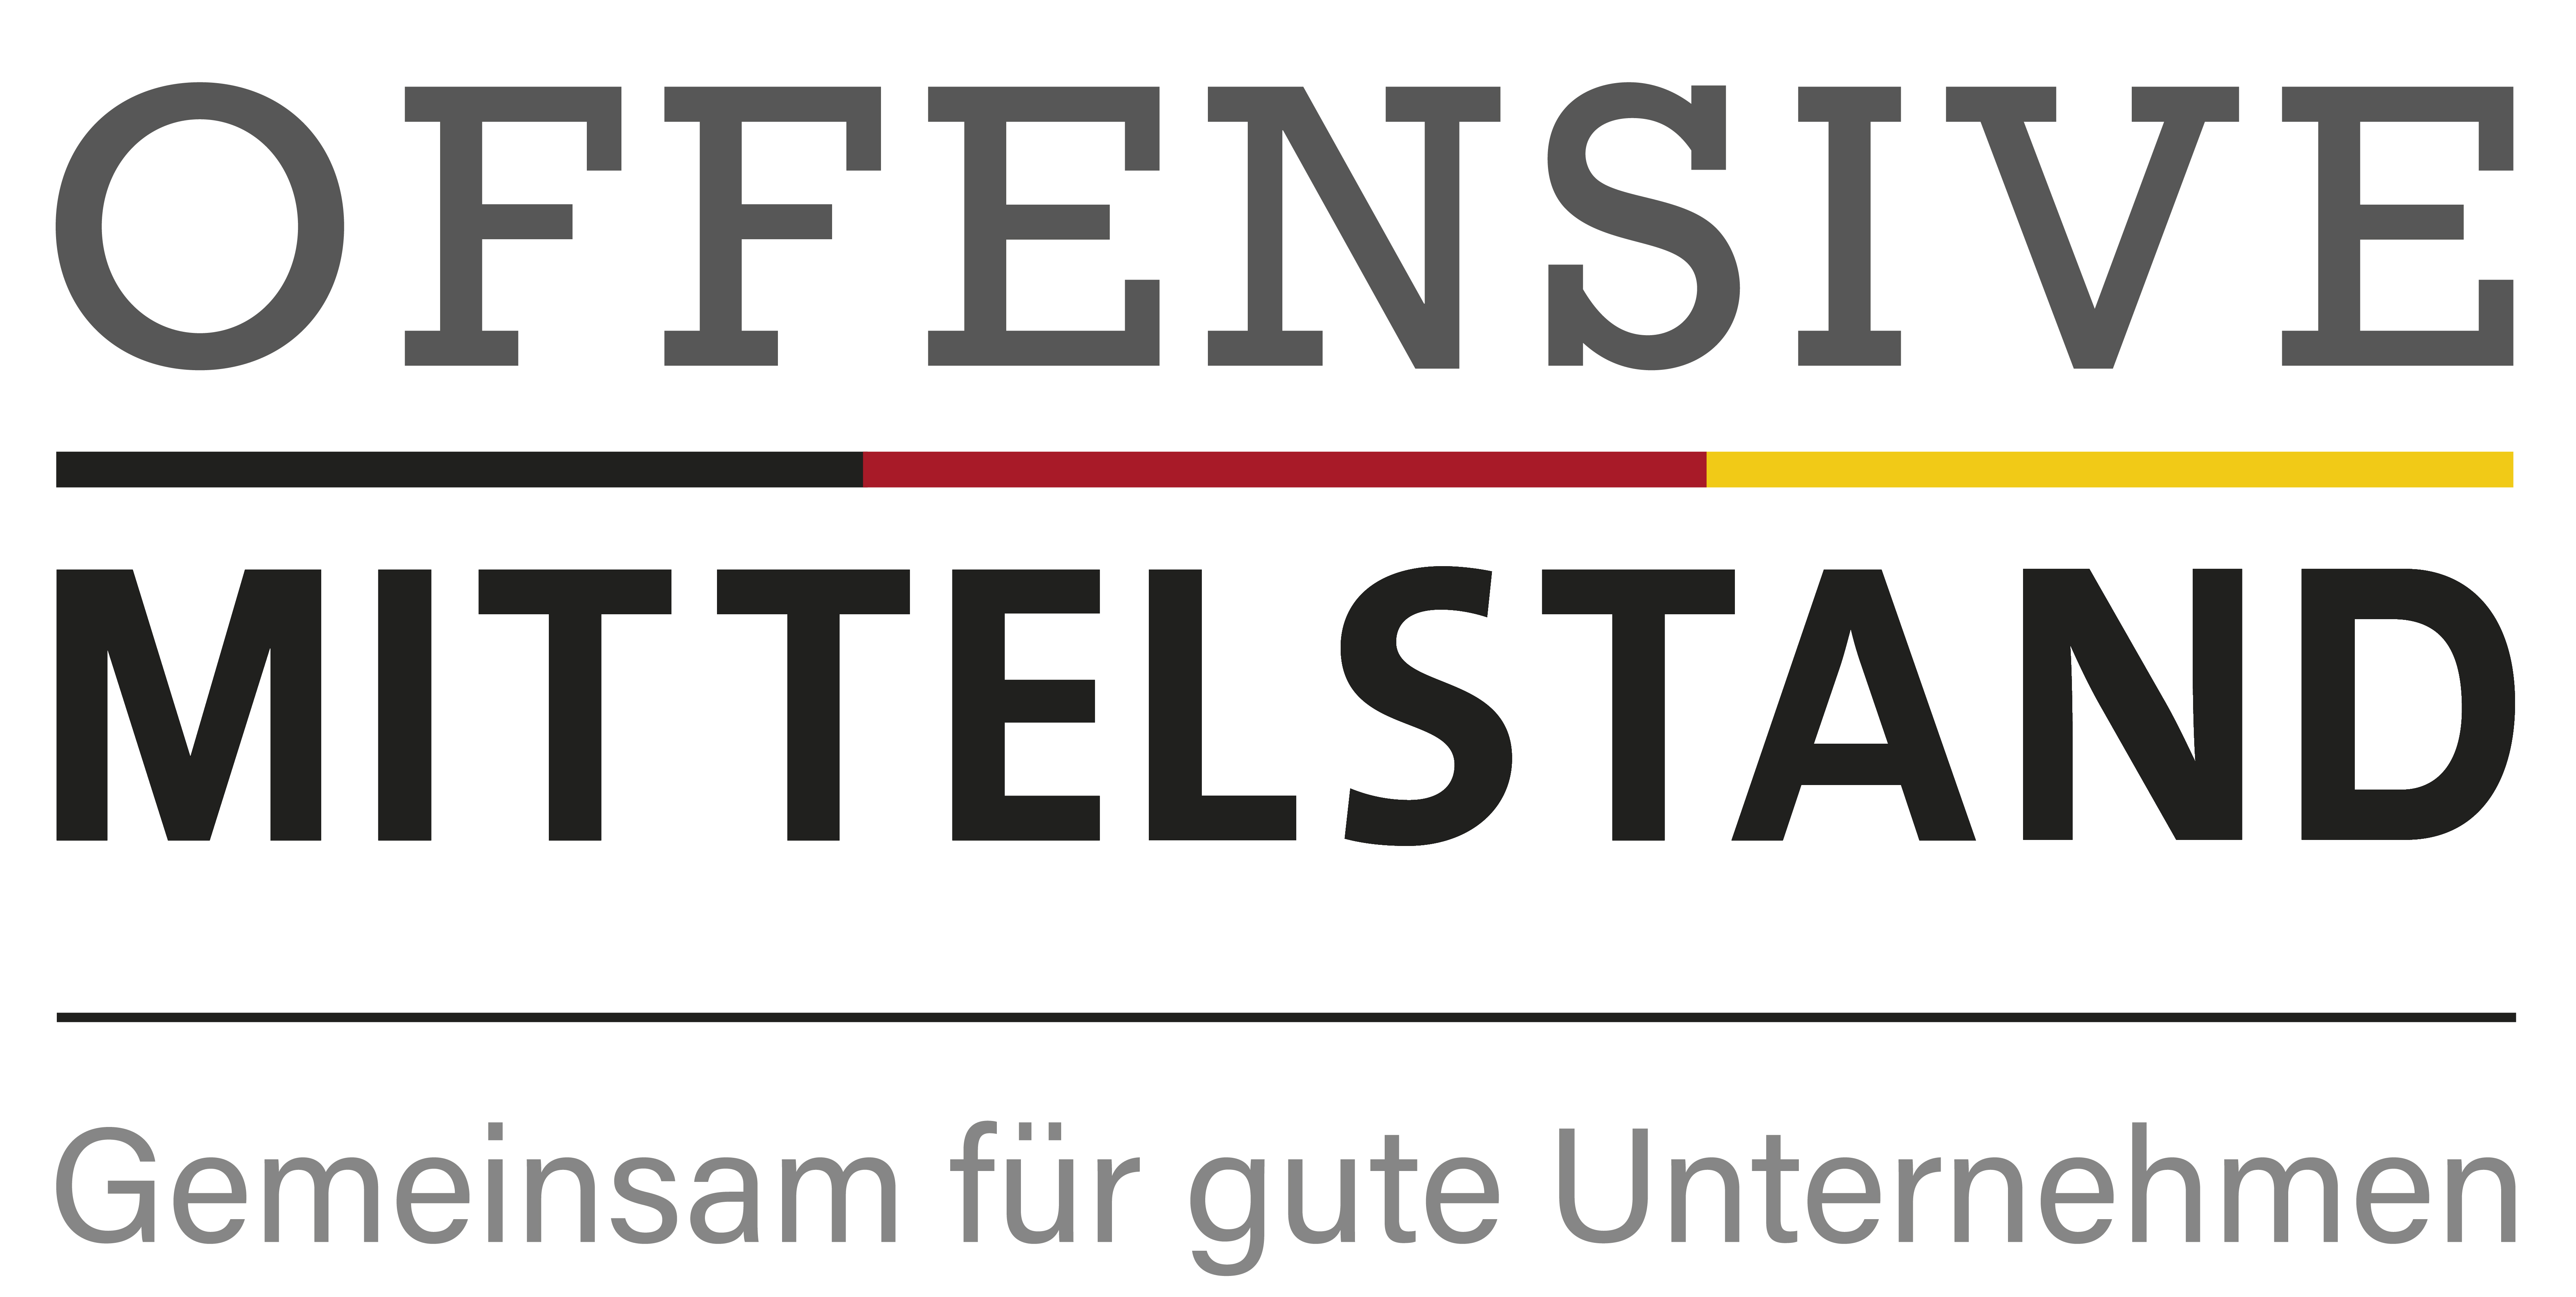 OFFENSIVE
MITTELSTAND
Gemeinsam für gute Unternehmen